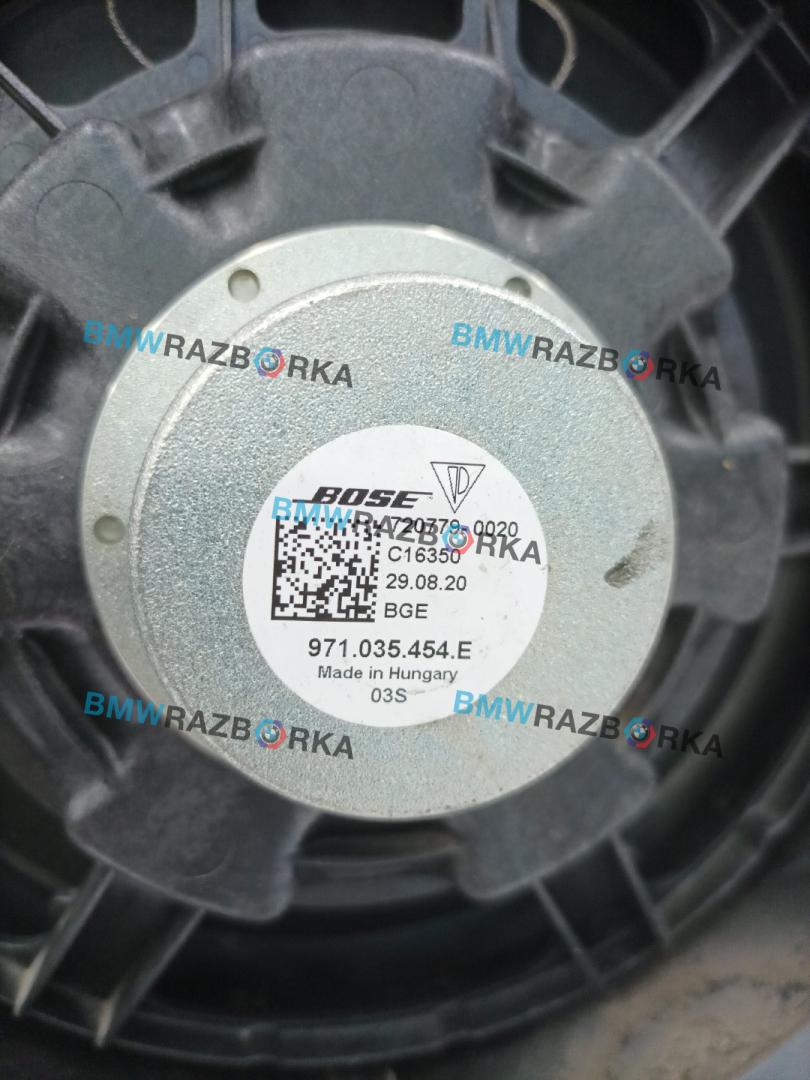 BMWRAZBORKA
BMWRAZBORKA
BOSE
720779-0020
BMWRAZBORKA
C16350
29.08.20
BGE
971.035.454.E
Made in Hungary
03S
BMWRAZBORKA
BMWRAZBORKA